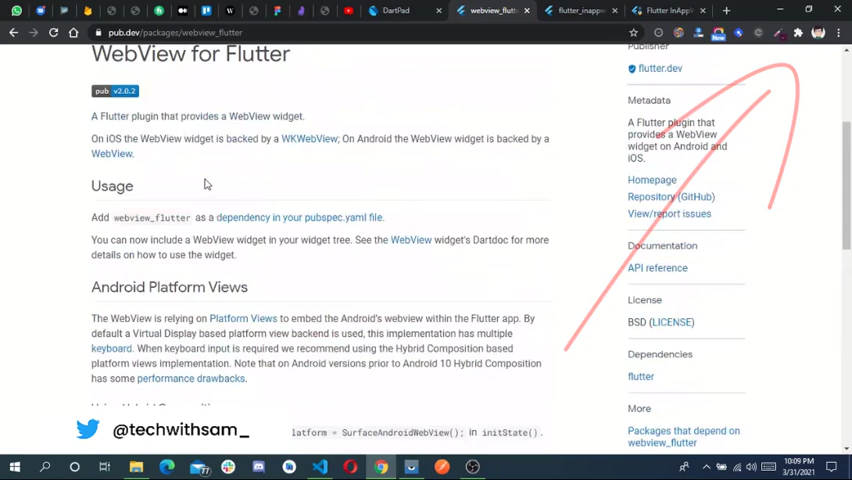 DartPad
webview_flutt
flutter_inappw
Flutter InAppV
pub.dev/packages/webview_flutter
WebView for Flutter
pub v2.0.2
A Flutter plugin that provides a WebView widget.
On iOS the WebView widget is backed by a WKWebView; On Android the WebView widget is backed by a
WebView.
Usage
Add webview_flutter as a dependency in your pubspec.yaml file.
You can now include a WebView widget in your widget tree. See the WebView widget's Dartdoc for more
details on how to use the widget.
Android Platform Views
The WebView is relying on Platform Views to embed the Android's webview within the Flutter app. By
default a Virtual Display based platform view backend is used, this implementation has multiple
keyboard. When keyboard input is required we recommend using the Hybrid Composition based
platform views implementation. Note that on Android versions prior to Android 10 Hybrid Composition
has some performance drawbacks.
latform = SurfaceAndroidWebView(); in initState().
Publisher
flutter.dev
Metadata
A Flutter plugin that
provides a WebView
widget on Android and
iOS.
Homepage
Repository (GitHub)
View/report issues
Documentation
API reference
License
BSD (LICENSE)
Dependencies
flutter
More
Packages that depend on
webview_flutter
@techwithsam_
77
10:09 PM
3/31/2021